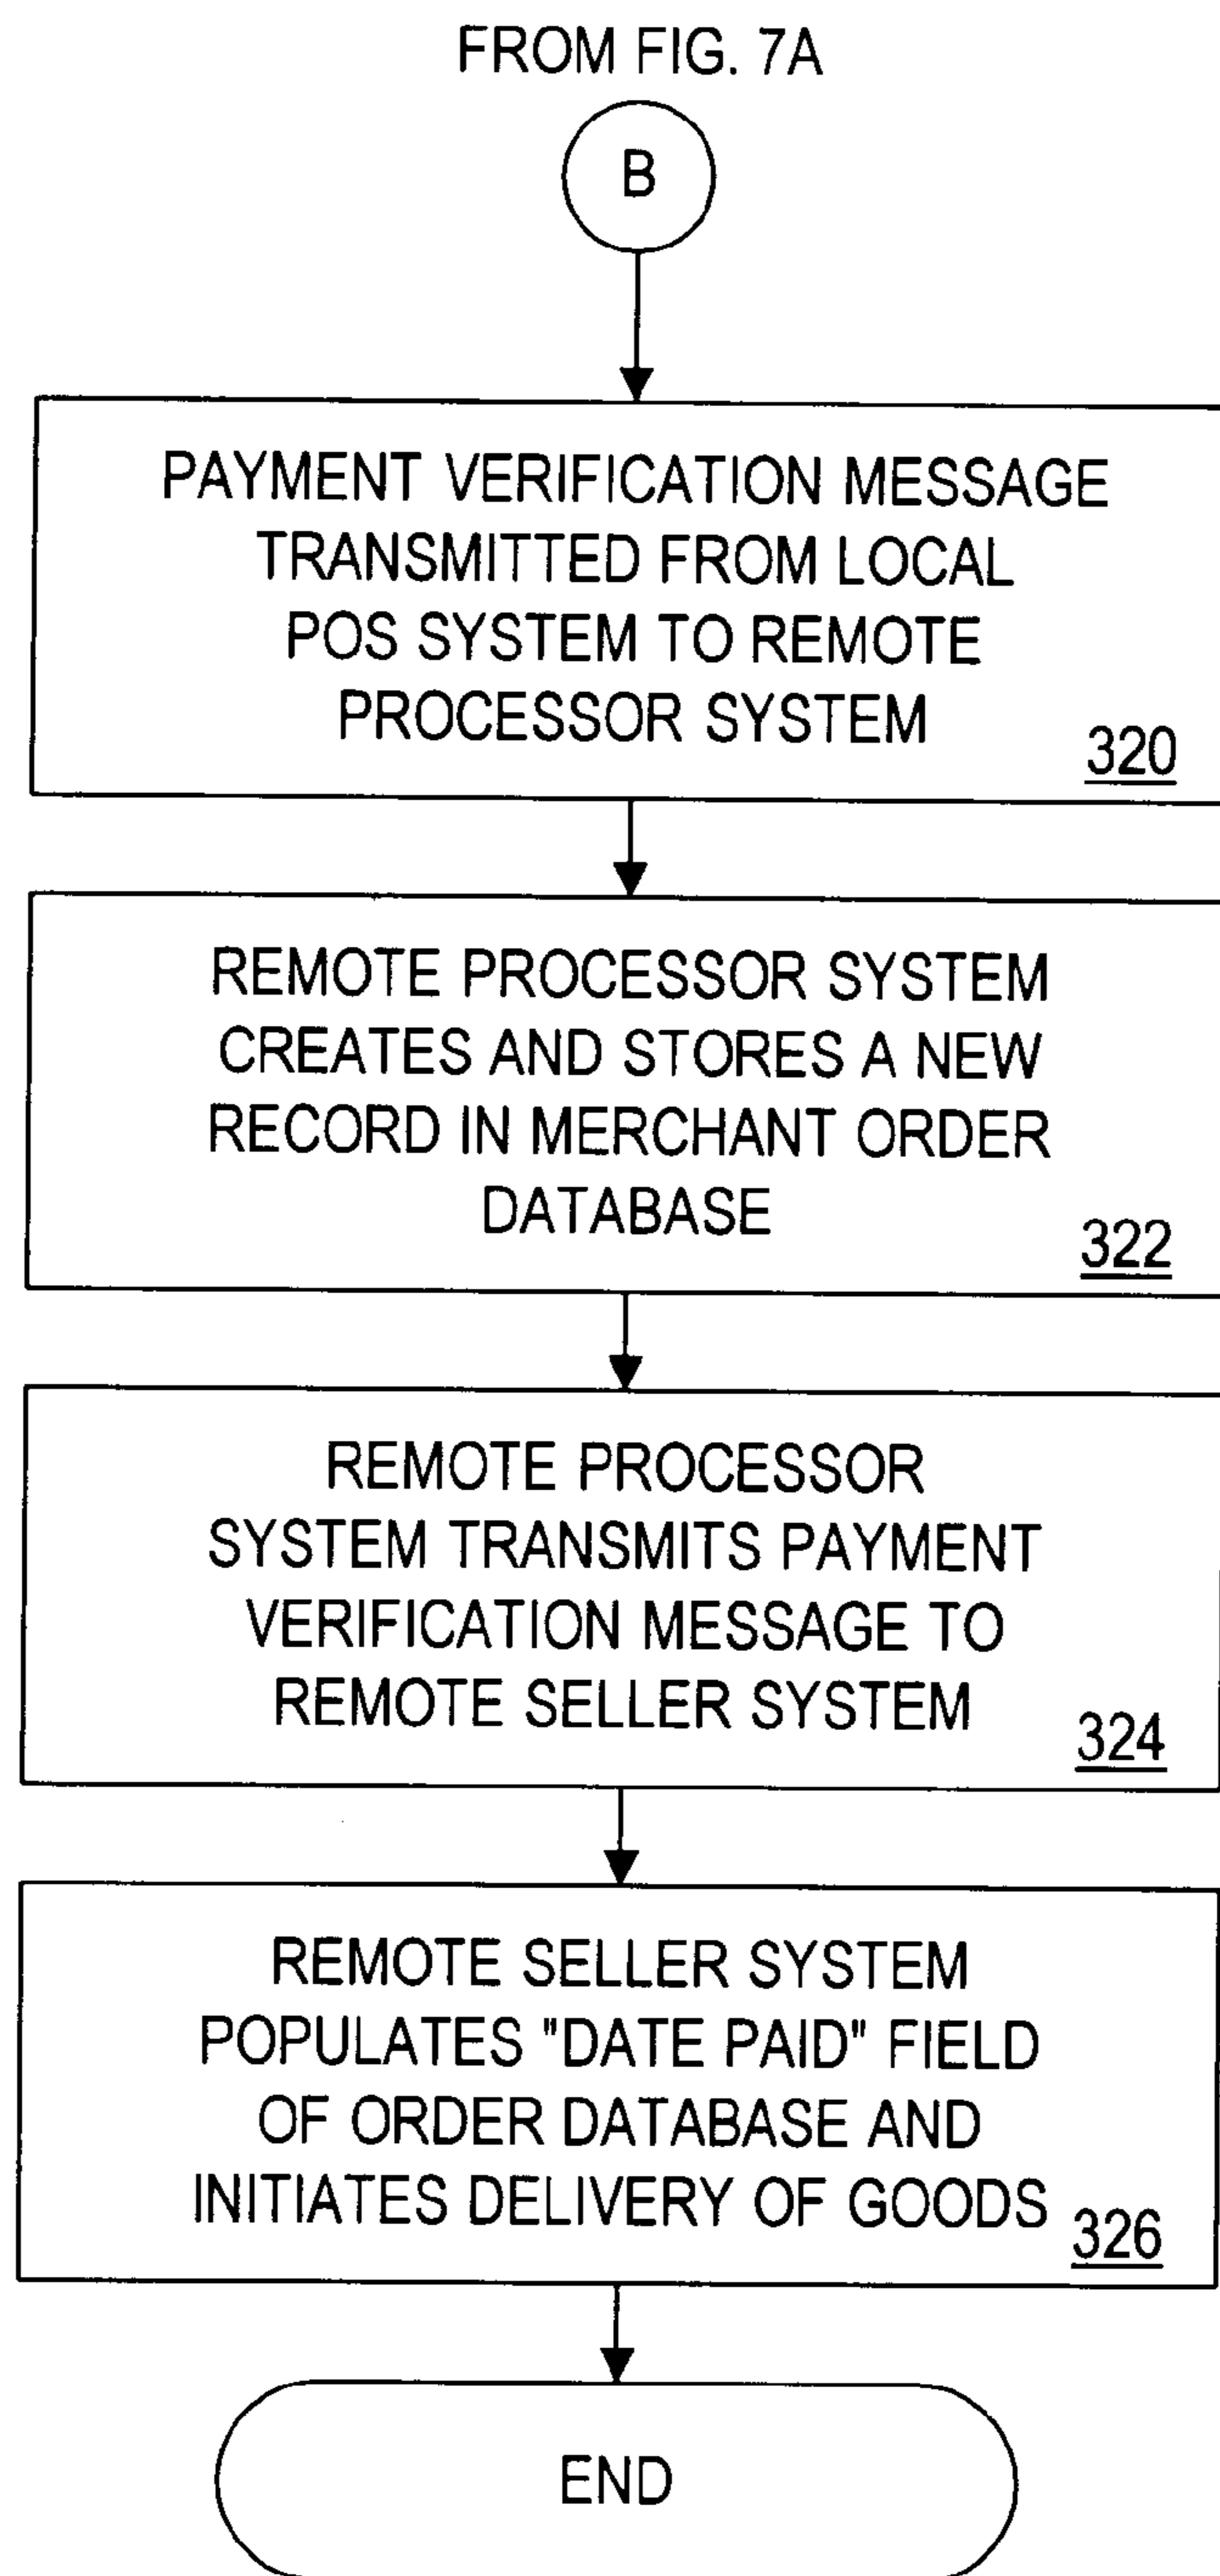 FROM FIG. 7A
B
PAYMENT VERIFICATION MESSAGE
TRANSMITTED FROM LOCAL
POS SYSTEM TO REMOTE
PROCESSOR SYSTEM
320
REMOTE PROCESSOR SYSTEM
CREATES AND STORES A NEW
RECORD IN MERCHANT ORDER
DATABASE
322
REMOTE PROCESSOR
SYSTEM TRANSMITS PAYMENT
VERIFICATION MESSAGE TO
REMOTE SELLER SYSTEM
324
REMOTE SELLER SYSTEM
POPULATES "DATE PAID" FIELD
OF ORDER DATABASE AND
INITIATES DELIVERY OF GOODS
326
END